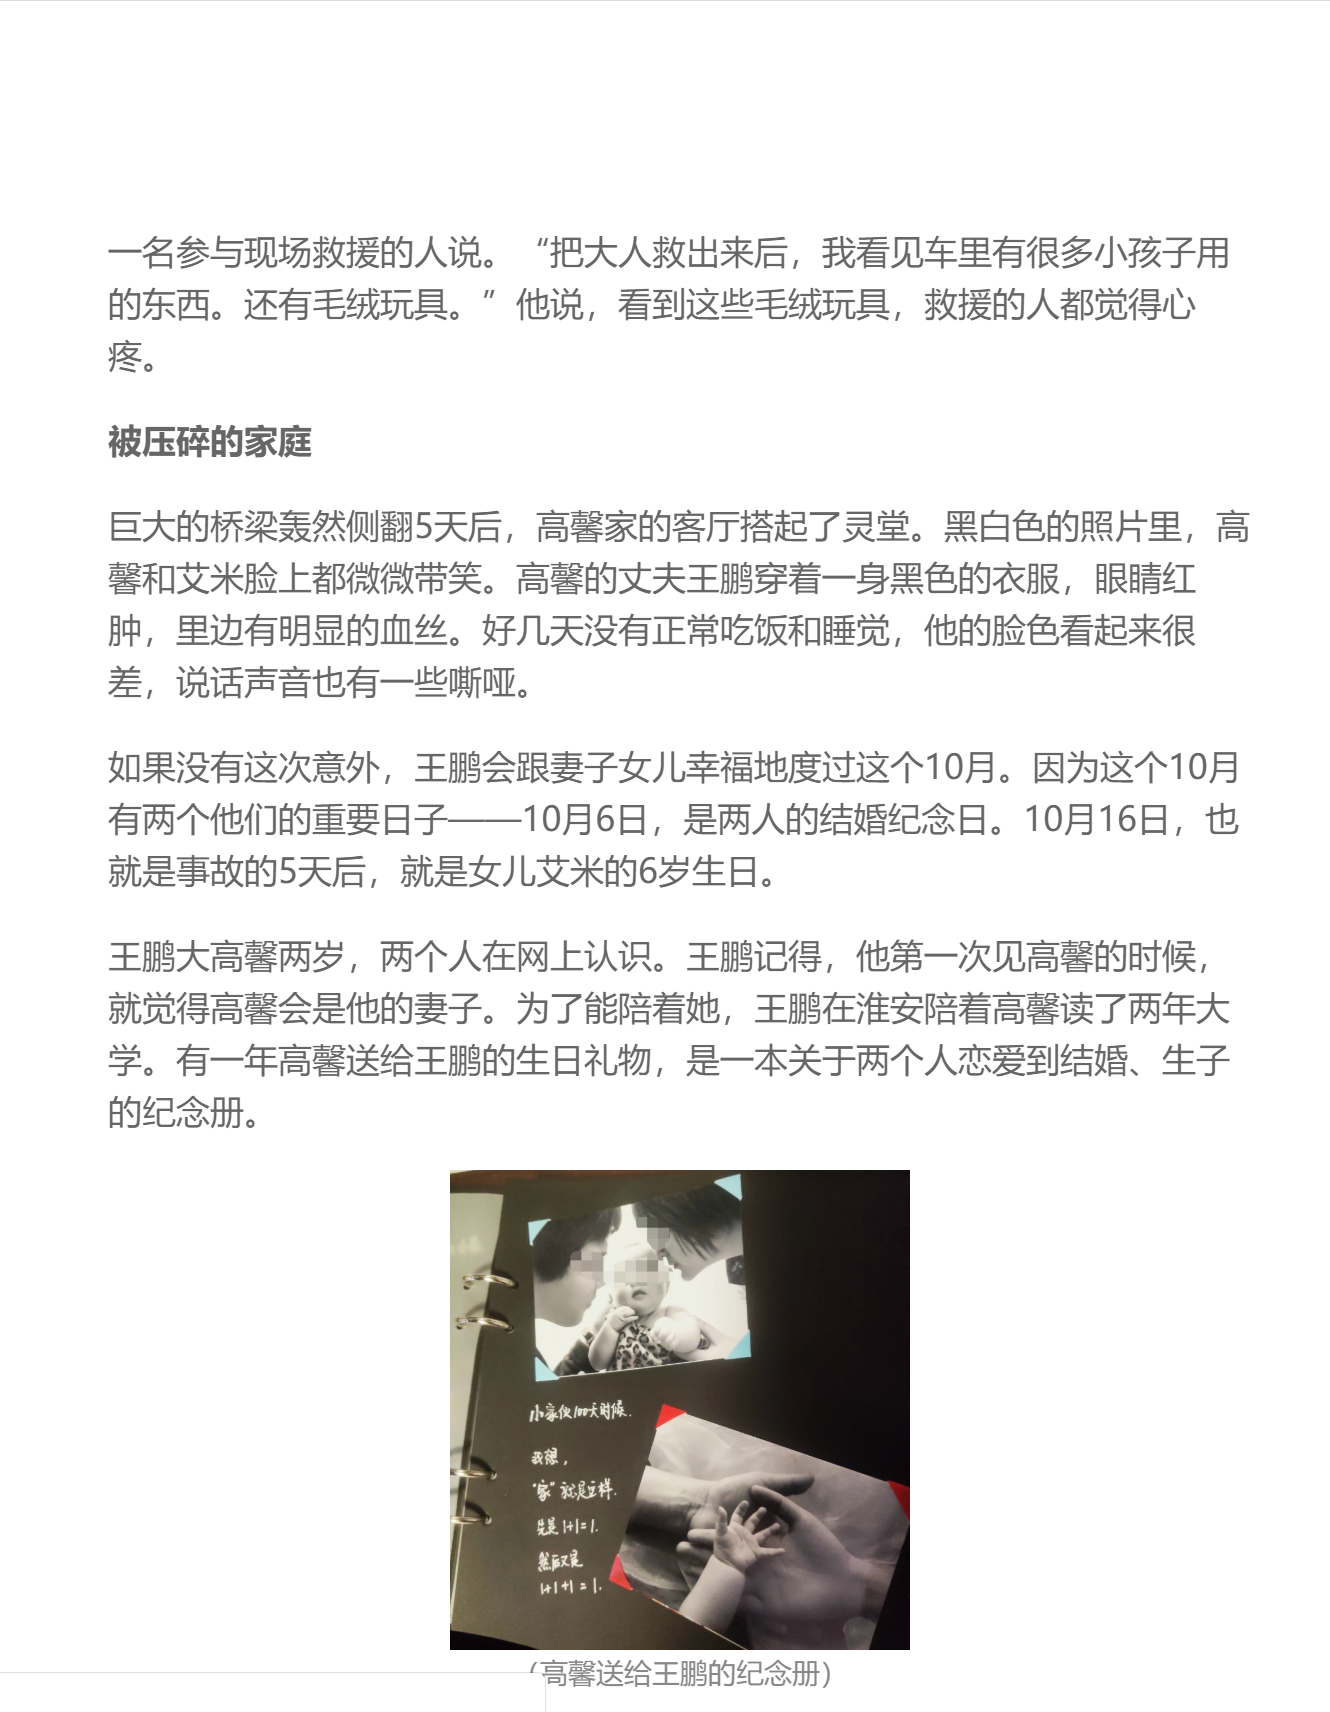 一名参与现场救援的人说。“把大人救出来后，我看见车里有很多小孩子用
的东西。还有毛绒玩具。”他说，看到这些毛绒玩具，救援的人都觉得心
疼。
被压碎的家庭
巨大的桥梁轰然侧翻5天后，高馨家的客厅搭起了灵堂。黑白色的照片里，高
馨和艾米脸上都微微带笑。高馨的丈夫王鹏穿着一身黑色的衣服，眼睛红
肿，里边有明显的血丝。好几天没有正常吃饭和睡觉，他的脸色看起来很
差，说话声音也有一些嘶哑。
如果没有这次意外，王鹏会跟妻子女儿幸福地度过这个10月。因为这个10月
有两个他们的重要日子——10月6日，是两人的结婚纪念日。10月16日，也
就是事故的5天后，就是女儿艾米的6岁生日。
王鹏大高馨两岁，两个人在网上认识。王鹏记得，他第一次见高馨的时候，
就觉得高馨会是他的妻子。为了能陪着她，王鹏在淮安陪着高馨读了两年大
学。有一年高馨送给王鹏的生日礼物，是一本关于两个人恋爱到结婚、生子
的纪念册。
小家伙100天时候.
我想，
“家”就是这样.
先是1+1=1.
然后又是
1+1+1=1.
（高馨送给王鹏的纪念册）